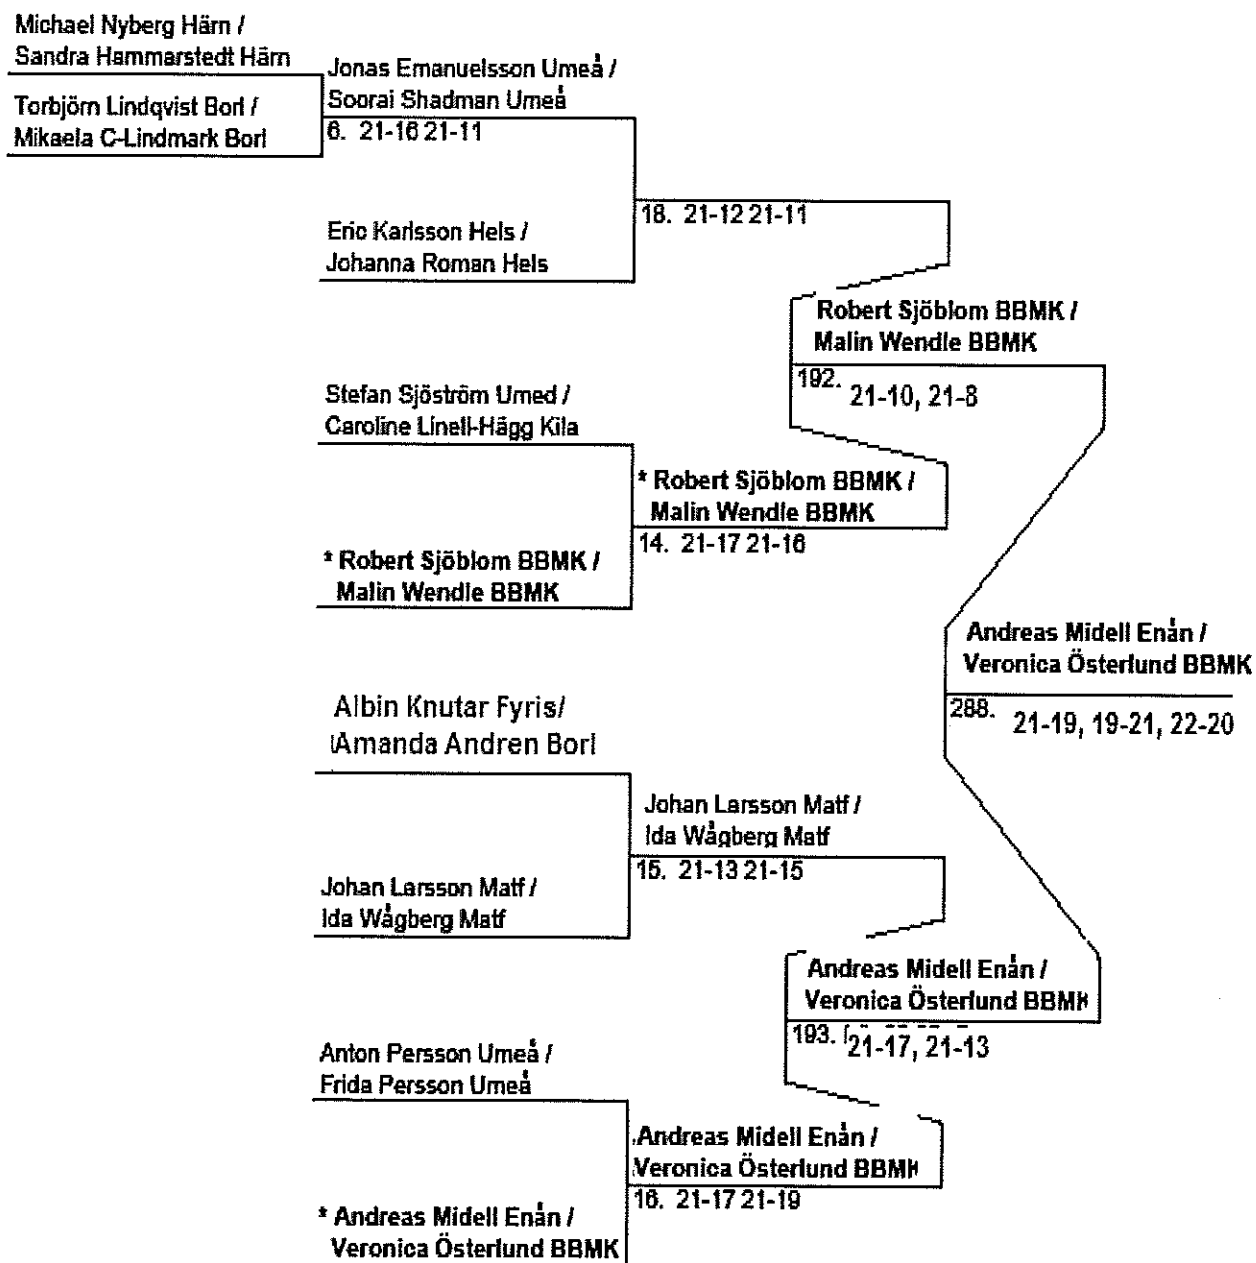 Michael Nyberg Härn /
Sandra Hammarstedt Härn
Torbjörn Lindqvist Borl /
Mikaela C-Lindmark Borl
Jonas Emanuelsson Umeå /
Soorai Shadman Umeå
6. 21-16 21-11
Eric Karlsson Hels /
Johanna Roman Hels
18. 21-12 21-11
Robert Sjöblom BBMK /
Malin Wendle BBMK
192. 21-10, 21-8
Stefan Sjöström Umed /
Caroline Linell-Hägg Kila
* Robert Sjöblom BBMK /
Malin Wendle BBMK
14. 21-17 21-16
* Robert Sjöblom BBMK /
Malin Wendle BBMK
Andreas Midell Enån /
Veronica Österlund BBMK
288. 21-19, 19-21, 22-20
Albin Knutar Fyris/
Amanda Andren Borl
Johan Larsson Matf /
Ida Wågberg Matf
15. 21-13 21-15
Johan Larsson Matf /
Ida Wågberg Matf
Andreas Midell Enån /
Veronica Österlund BBMK
193. 21-17, 21-13
Anton Persson Umeå /
Frida Persson Umeå
Andreas Midell Enån /
Veronica Österlund BBMK
16. 21-17 21-19
* Andreas Midell Enån /
Veronica Österlund BBMK